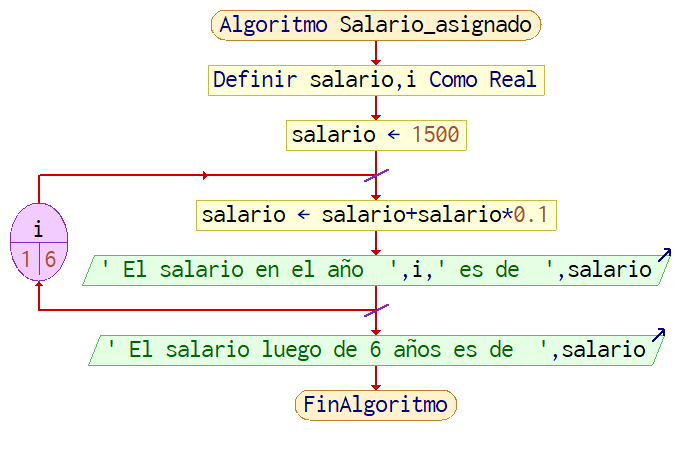 Algoritmo Salario_asignado
Definir salario,i Como Real
salario ← 1500
i
1 6
salario ← salario+salario*0.1
' El salario en el año  ',i,' es de  ',salario
' El salario luego de 6 años es de  ',salario
FinAlgoritmo